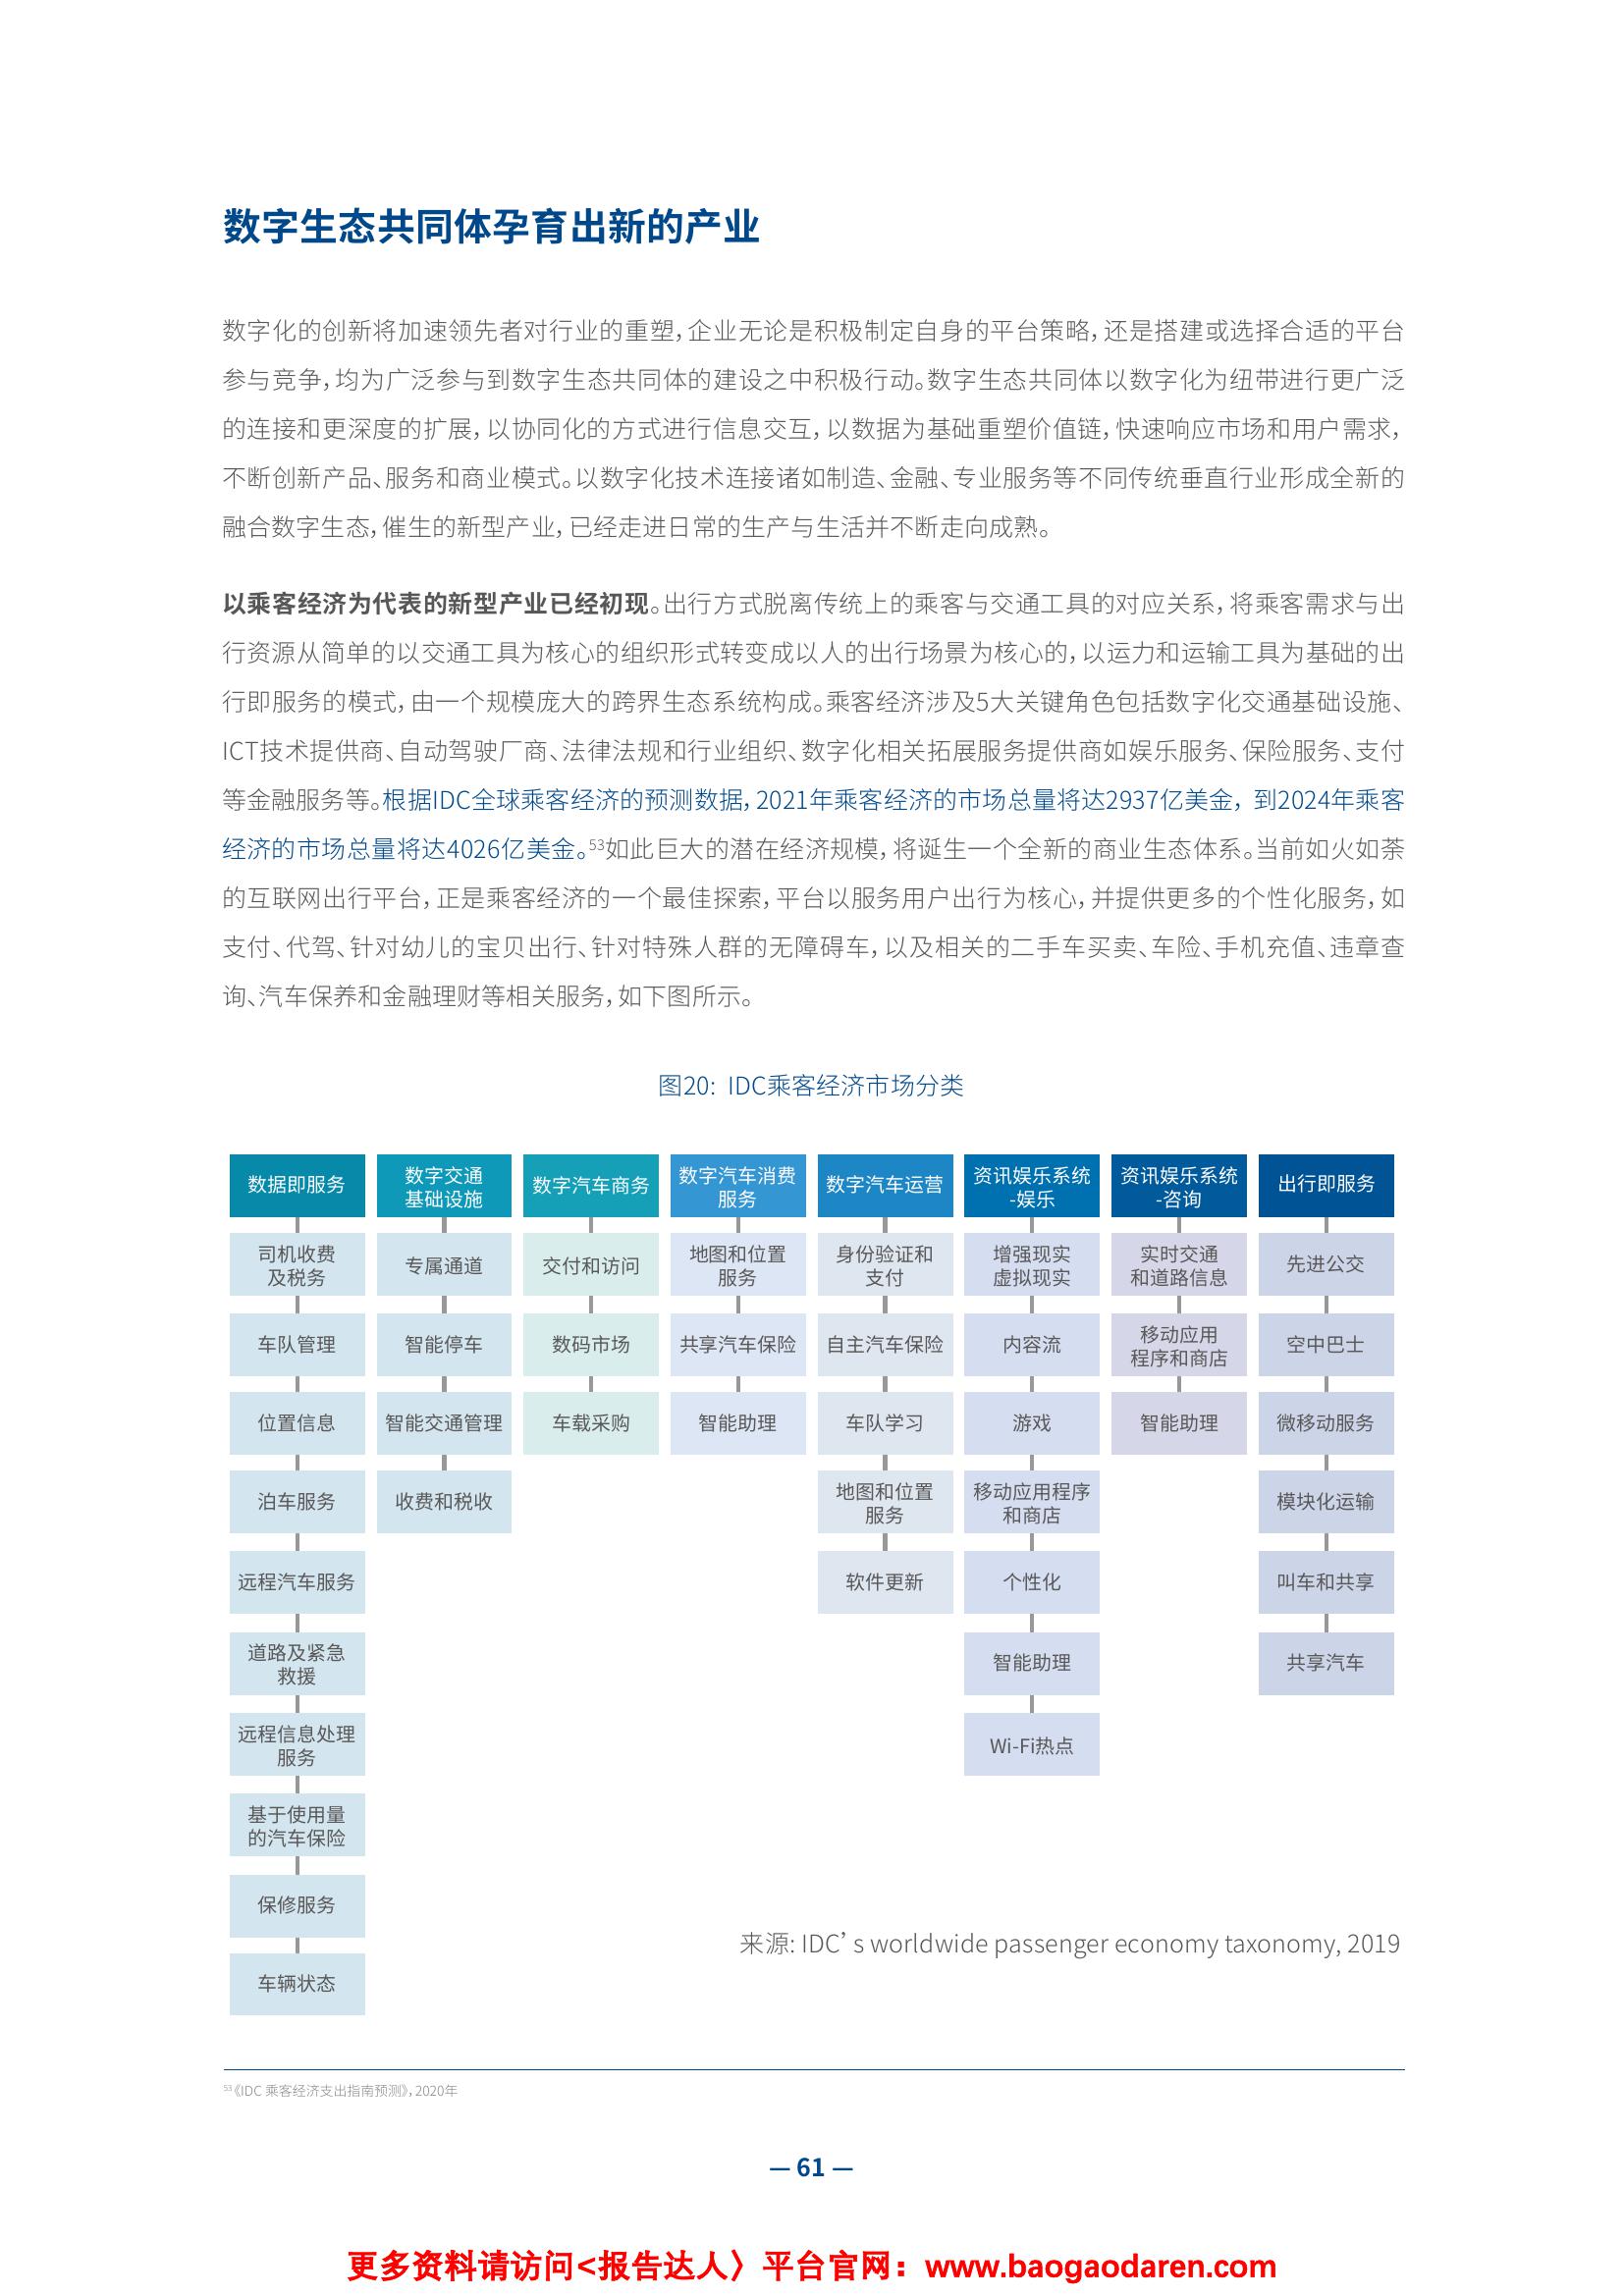 数字生态共同体孕育出新的产业
数字化的创新将加速领先者对行业的重塑，企业无论是积极制定自身的平台策略，还是搭建或选择合适的平台
参与竞争，均为广泛参与到数字生态共同体的建设之中积极行动。数字生态共同体以数字化为纽带进行更广泛
的连接和更深度的扩展，以协同化的方式进行信息交互，以数据为基础重塑价值链，快速响应市场和用户需求，
不断创新产品、服务和商业模式。以数字化技术连接诸如制造、金融、专业服务等不同传统垂直行业形成全新的
融合数字生态，催生的新型产业，已经走进日常的生产与生活并不断走向成熟。
以乘客经济为代表的新型产业已经初现。出行方式脱离传统上的乘客与交通工具的对应关系，将乘客需求与出
行资源从简单的以交通工具为核心的组织形式转变成以人的出行场景为核心的，以运力和运输工具为基础的出
行即服务的模式，由一个规模庞大的跨界生态系统构成。乘客经济涉及5大关键角色包括数字化交通基础设施、
ICT技术提供商、自动驾驶厂商、法律法规和行业组织、数字化相关拓展服务提供商如娱乐服务、保险服务、支付
等金融服务等。根据IDC全球乘客经济的预测数据，2021年乘客经济的市场总量将达2937亿美金，到2024年乘客
经济的市场总量将达4026亿美金。53如此巨大的潜在经济规模，将诞生一个全新的商业生态体系。当前如火如荼
的互联网出行平台，正是乘客经济的一个最佳探索，平台以服务用户出行为核心，并提供更多的个性化服务，如
支付、代驾、针对幼儿的宝贝出行、针对特殊人群的无障碍车，以及相关的二手车买卖、车险、手机充值、违章查
询、汽车保养和金融理财等相关服务，如下图所示。
图20: IDC乘客经济市场分类
数据即服务
司机收费
及税务
车队管理
位置信息
泊车服务
远程汽车服务
道路及紧急
救援
远程信息处理
服务
基于使用量
的汽车保险
保修服务
车辆状态
数字交通
基础设施
专属通道
智能停车
智能交通管理
收费和税收
数字汽车商务
交付和访问
数码市场
车载采购
数字汽车消费
服务
地图和位置
服务
共享汽车保险
智能助理
数字汽车运营
身份验证和
支付
自主汽车保险
车队学习
地图和位置
服务
软件更新
资讯娱乐系统
-娱乐
增强现实
虚拟现实
内容流
游戏
移动应用程序
和商店
个性化
智能助理
Wi-Fi热点
资讯娱乐系统
-咨询
实时交通
和道路信息
移动应用
程序和商店
智能助理
出行即服务
先进公交
空中巴士
微移动服务
模块化运输
叫车和共享
共享汽车
来源: IDC’s worldwide passenger economy taxonomy, 2019
53《IDC 乘客经济支出指南预测》，2020年
— 61 —
更多资料请访问<报告达人〉平台官网：www.baogaodaren.com